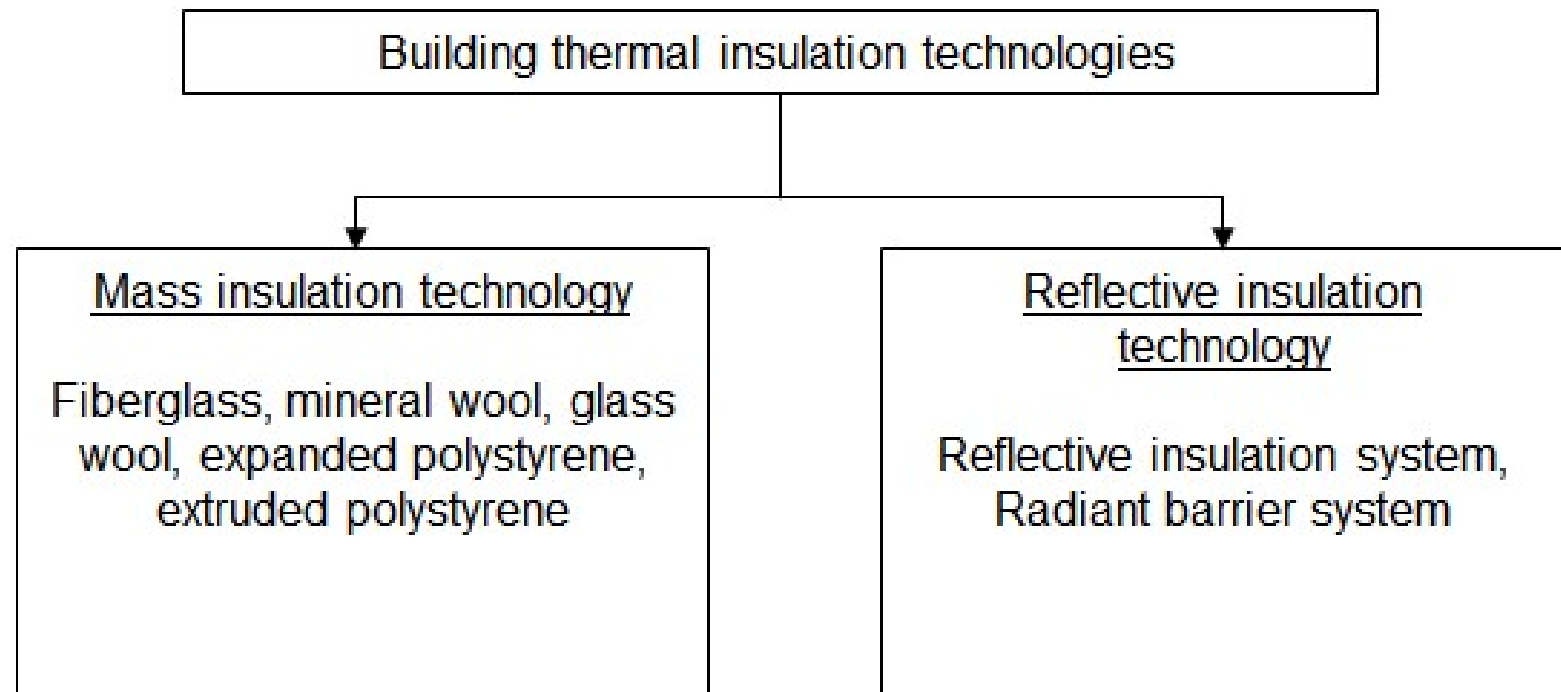 Building thermal insulation technologies
Mass insulation technology
Fiberglass, mineral wool, glass
wool, expanded polystyrene,
extruded polystyrene
Reflective insulation
technology
Reflective insulation system,
Radiant barrier system